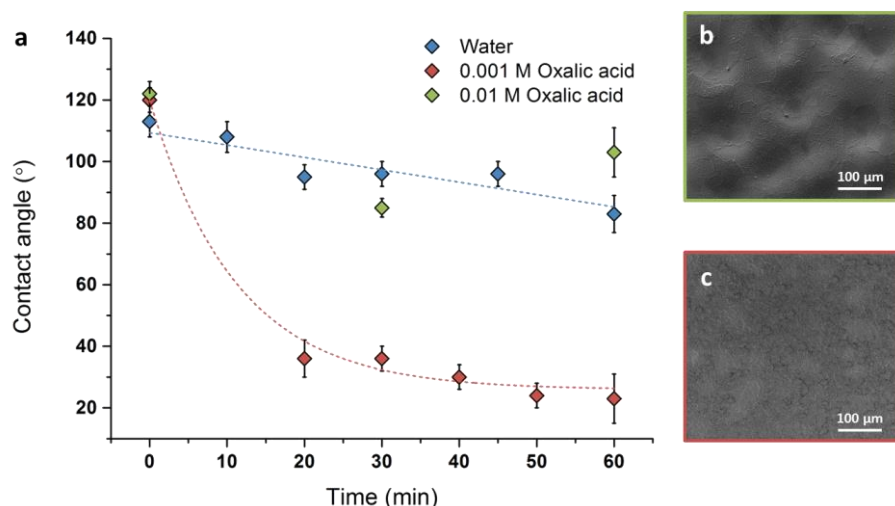 a
140
120
100
80
60
40
20
Contact angle (°)
Water
0.001 M Oxalic acid
0.01 M Oxalic acid
0 10 20 30 40 50 60
Time (min)
b
100 µm
c
100 µm